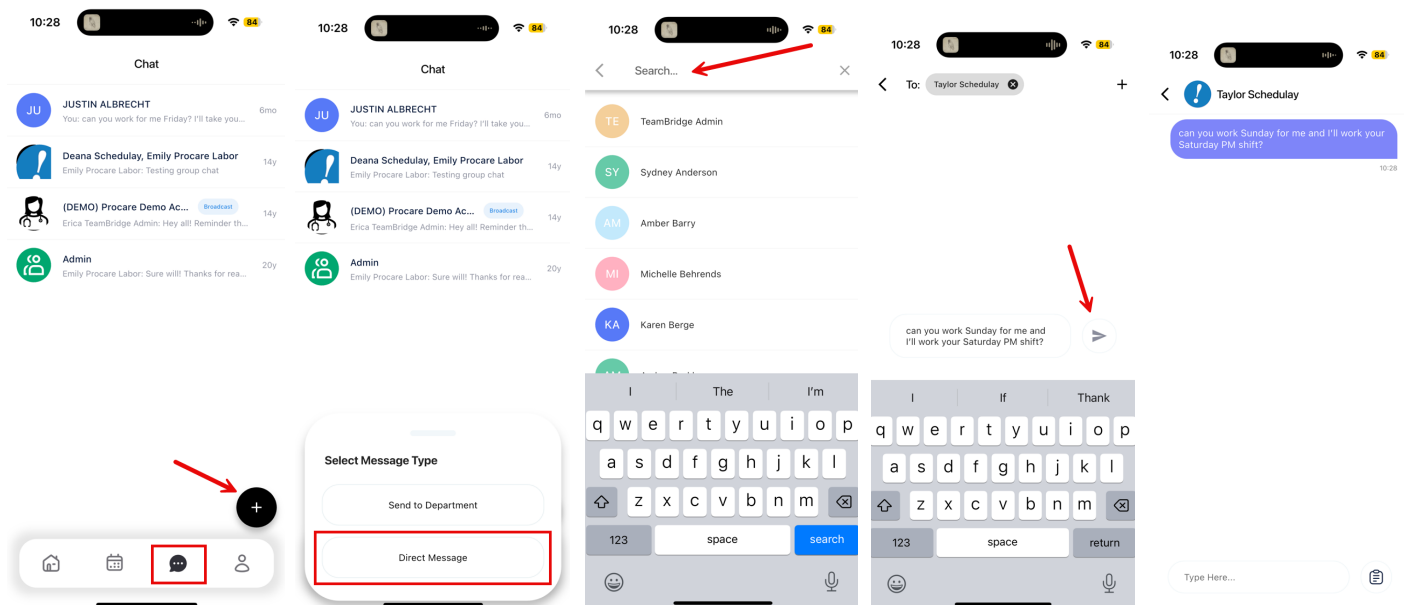 10:28
84
Chat
JU
JUSTIN ALBRECHT
6mo
You: can you work for me Friday? I'll take you...
Deana Schedulay, Emily Procare Labor
14y
Emily Procare Labor: Testing group chat
(DEMO) Procare Demo Ac...
Broadcast
14y
Erica TeamBridge Admin: Hey all! Reminder th...
Admin
20y
Emily Procare Labor: Sure will! Thanks for rea...
+
10:28
84
Chat
JU
JUSTIN ALBRECHT
6mo
You: can you work for me Friday? I'll take you...
Deana Schedulay, Emily Procare Labor
14y
Emily Procare Labor: Testing group chat
(DEMO) Procare Demo Ac...
Broadcast
14y
Erica TeamBridge Admin: Hey all! Reminder th...
Admin
20y
Emily Procare Labor: Sure will! Thanks for rea...
Select Message Type
Send to Department
Direct Message
10:28
84
Search...
TE
TeamBridge Admin
SY
Sydney Anderson
AM
Amber Barry
MI
Michelle Behrends
KA
Karen Berge
I The I'm
q w e r t y u i o p
a s d f g h j k l
z x c v b n m
123 space search
10:28
84
To: Taylor Schedulay
+
can you work Sunday for me and
I'll work your Saturday PM shift?
I If Thank
q w e r t y u i o p
a s d f g h j k l
z x c v b n m
123 space return
10:28
84
Taylor Schedulay
can you work Sunday for me and I'll work your
Saturday PM shift?
10:28
Type Here...